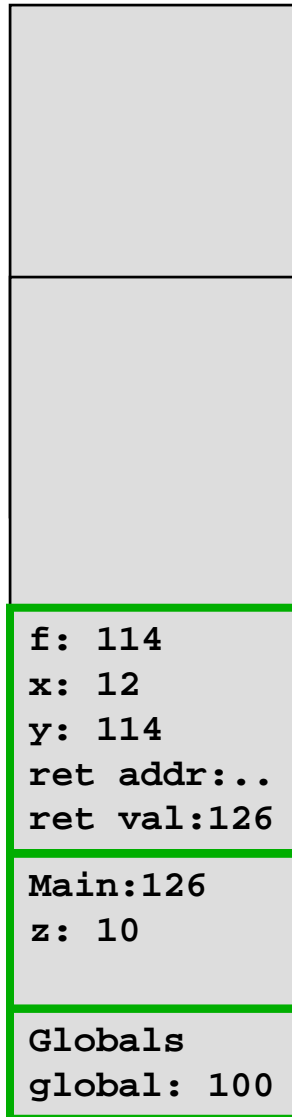 f: 114
x: 12
y: 114
ret addr:..
ret val:126
Main:126
z: 10
Globals
global: 100